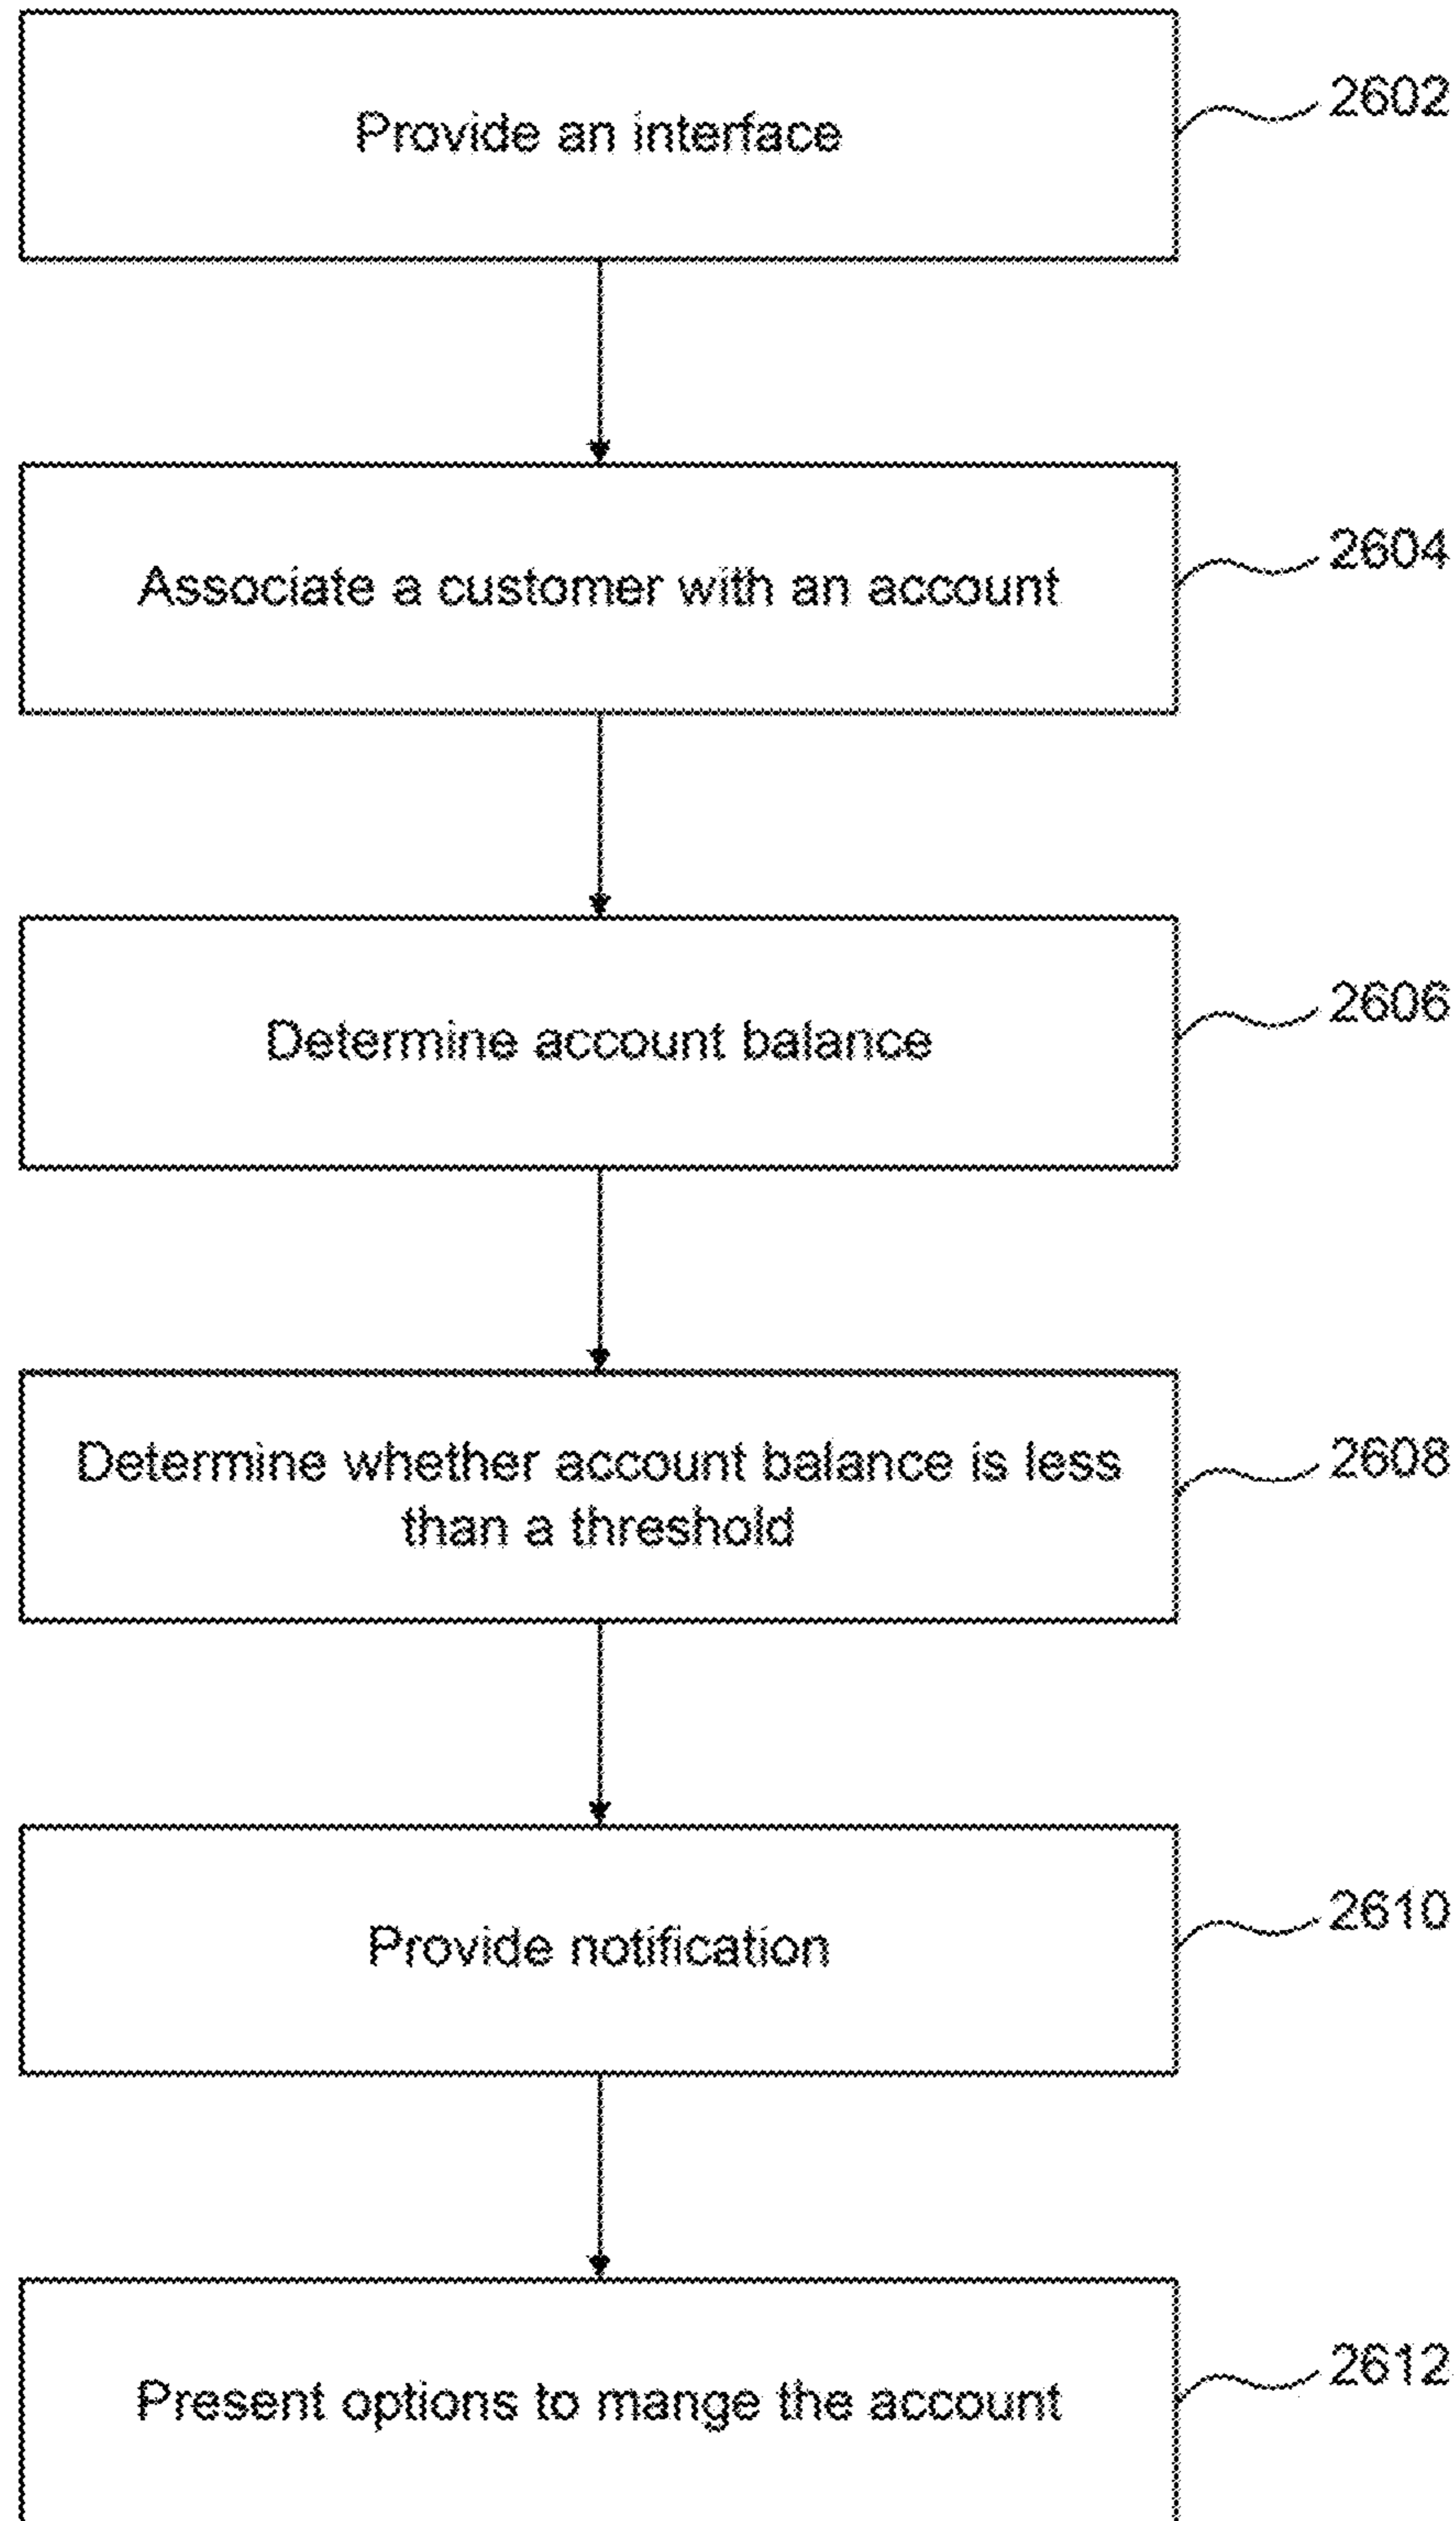 Provide an interface
2602
Associate a customer with an account
2604
Determine account balance
2606
Determine whether account balance is less
than a threshold
2608
Provide notification
2610
Present options to mange the account
2612